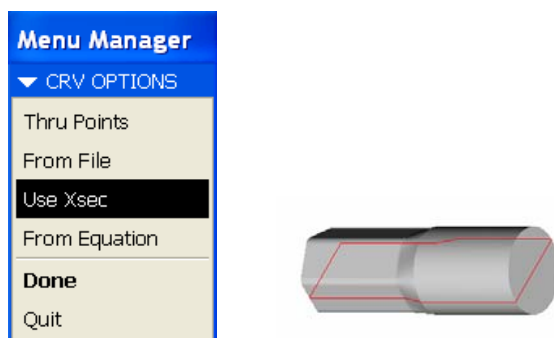 Menu Manager
CRV OPTIONS
Thru Points
From File
Use Xsec
From Equation
Done
Quit